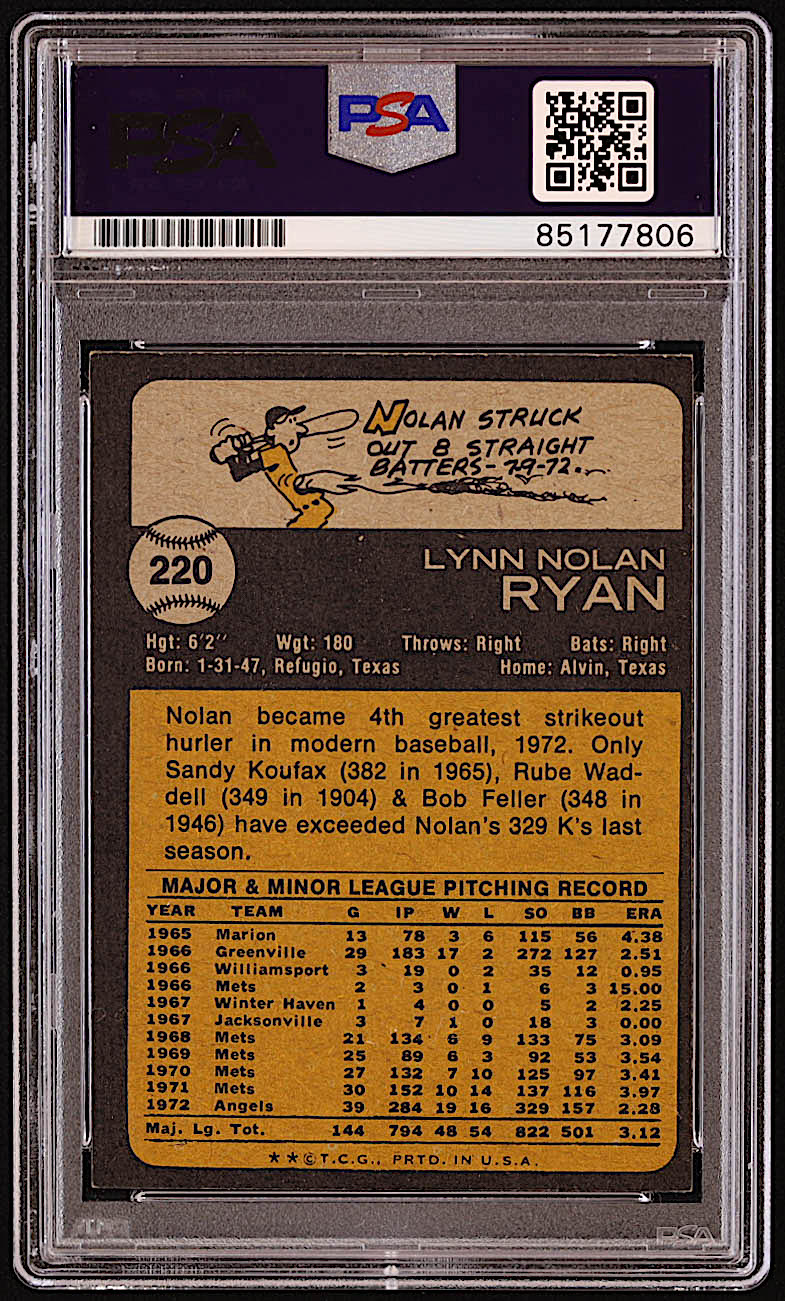 PSA
PSA
85177806
NOLAN STRUCK
OUT 8 STRAIGHT
BATTERS-7-9-72...
220
LYNN NOLAN
RYAN
Hgt: 6'2" Wgt: 180 Throws: Right Bats: Right
Born: 1-31-47, Refugio, Texas Home: Alvin, Texas
Nolan became 4th greatest strikeout
hurler in modern baseball, 1972. Only
Sandy Koufax (382 in 1965), Rube Wad-
dell (349 in 1904) & Bob Feller (348 in
1946) have exceeded Nolan's 329 K's last
season.
MAJOR & MINOR LEAGUE PITCHING RECORD
YEAR TEAM G IP W L SO BB ERA
1965 Marion 13 78 3 6 115 56 4.38
1966 Greenville 29 183 17 2 272 127 2.51
1966 Williamsport 3 19 0 2 35 12 0.95
1966 Mets 2 3 0 1 6 3 15.00
1967 Winter Haven 1 4 0 0 5 2 2.25
1967 Jacksonville 3 7 1 0 18 3 0.00
1968 Mets 21 134 6 9 133 75 3.09
1969 Mets 25 89 6 3 92 53 3.54
1970 Mets 27 132 7 10 125 97 3.41
1971 Mets 30 152 10 14 137 116 3.97
1972 Angels 39 284 19 16 329 157 2.28
Maj. Lg. Tot. 144 794 48 54 822 501 3.12
**©T.C.G., PRTD. IN U.S.A.
PSA